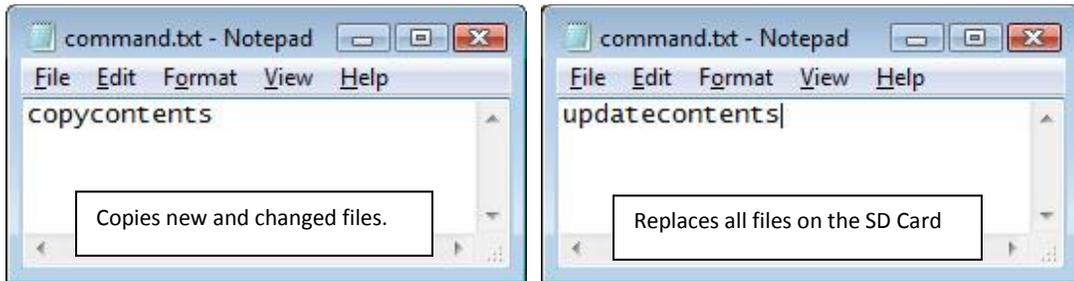 command.txt - Notepad
File Edit Format View Help
copycontents
Copies new and changed files.
command.txt - Notepad
File Edit Format View Help
updatecontents
Replaces all files on the SD Card